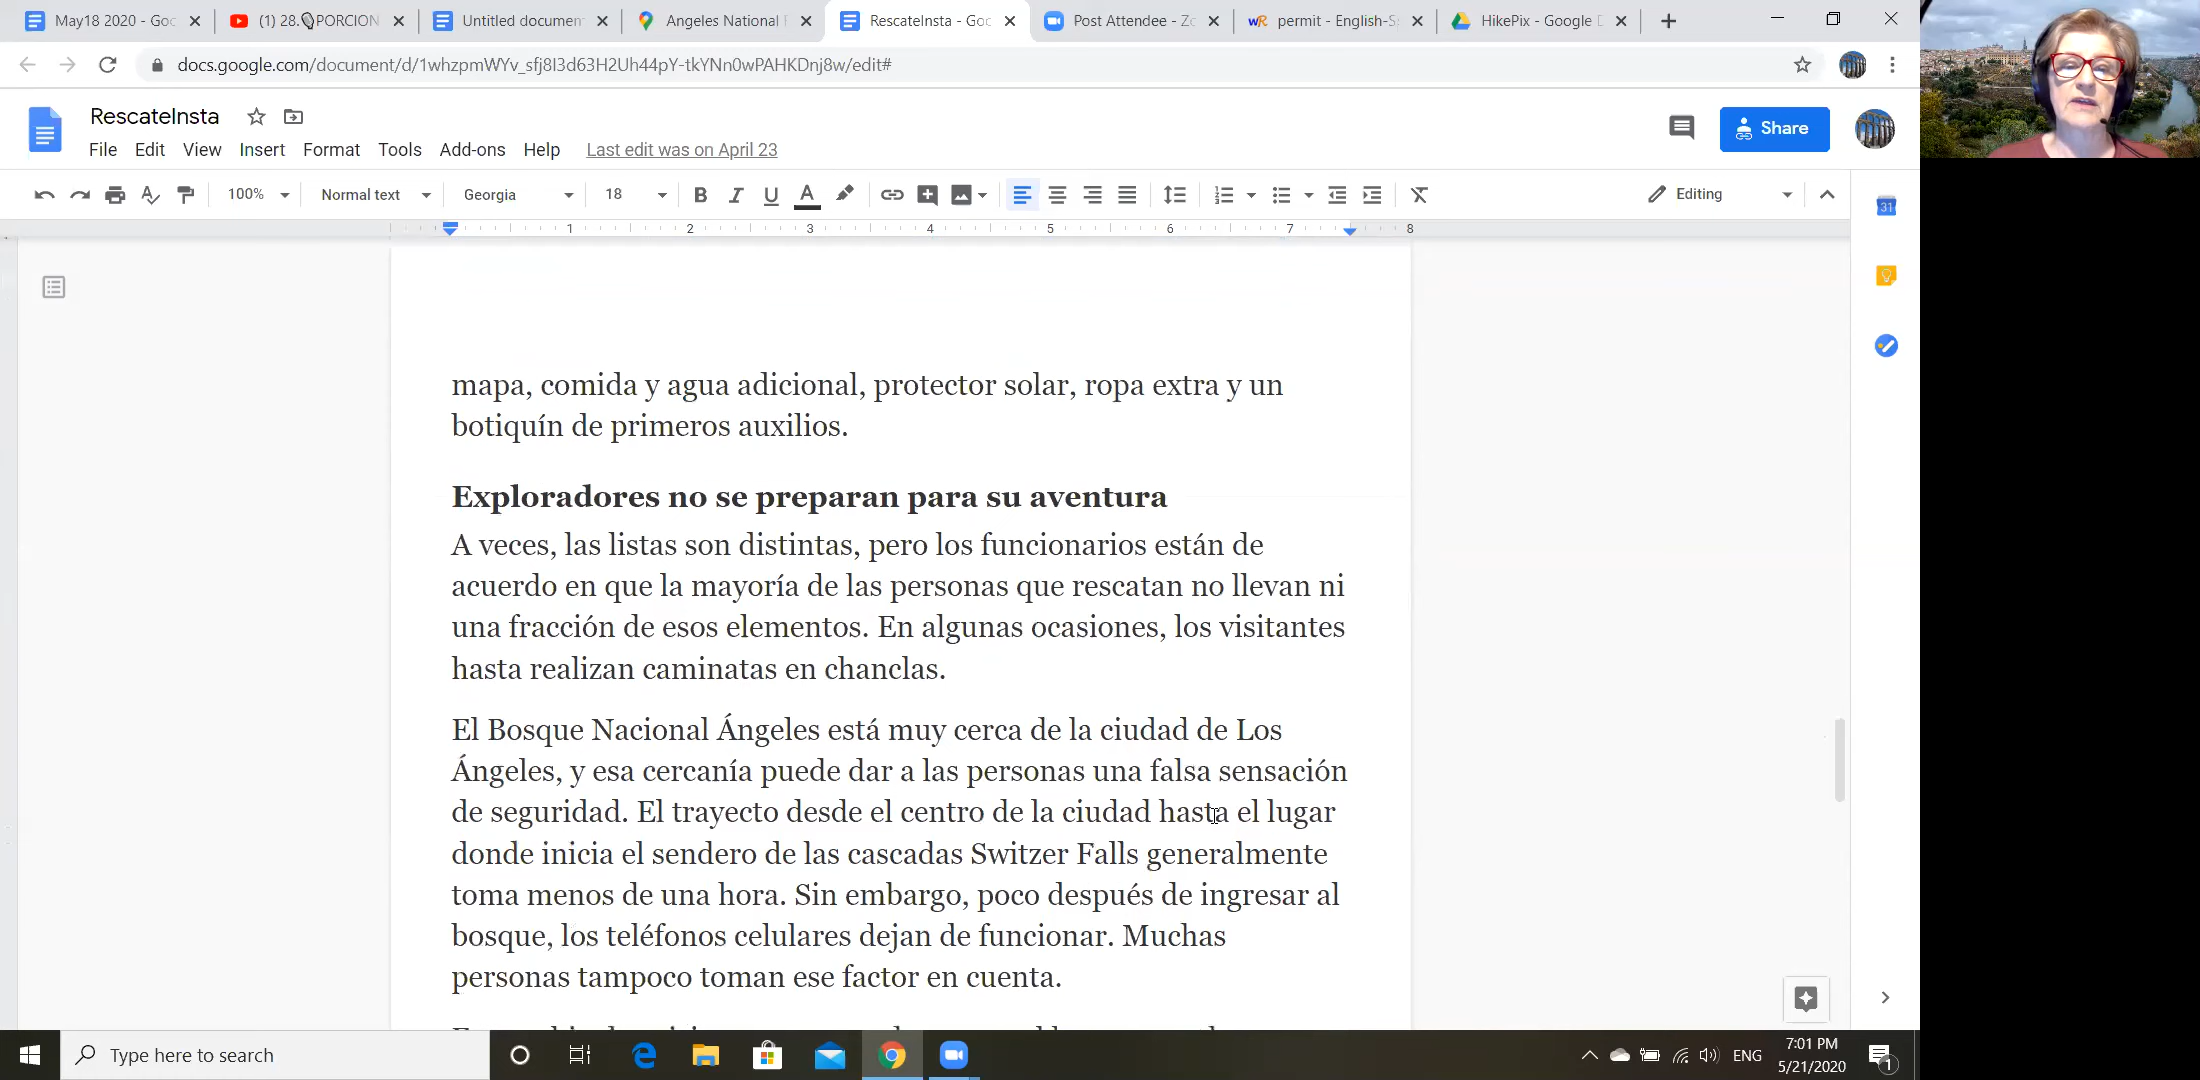 May18 2020 - Goo
(1) 28. PORCION
Untitled documen
Angeles National F
RescateInsta - Goo
Post Attendee - Zo
permit - English-S
HikePix - Google D
docs.google.com/document/d/1whzpmWYv_sfj8I3d63H2Uh44pY-tkYNn0wPAHKDnj8w/edit#
RescateInsta
Share
File Edit View Insert Format Tools Add-ons Help Last edit was on April 23
100% Normal text Georgia 18 B I U A Editing
1 2 3 4 5 6 7 8
31
mapa, comida y agua adicional, protector solar, ropa extra y un
botiquín de primeros auxilios.
Exploradores no se preparan para su aventura
A veces, las listas son distintas, pero los funcionarios están de
acuerdo en que la mayoría de las personas que rescatan no llevan ni
una fracción de esos elementos. En algunas ocasiones, los visitantes
hasta realizan caminatas en chanclas.
El Bosque Nacional Ángeles está muy cerca de la ciudad de Los
Ángeles, y esa cercanía puede dar a las personas una falsa sensación
de seguridad. El trayecto desde el centro de la ciudad hasta el lugar
donde inicia el sendero de las cascadas Switzer Falls generalmente
toma menos de una hora. Sin embargo, poco después de ingresar al
bosque, los teléfonos celulares dejan de funcionar. Muchas
personas tampoco toman ese factor en cuenta.
Type here to search
ENG
7:01 PM
5/21/2020
1